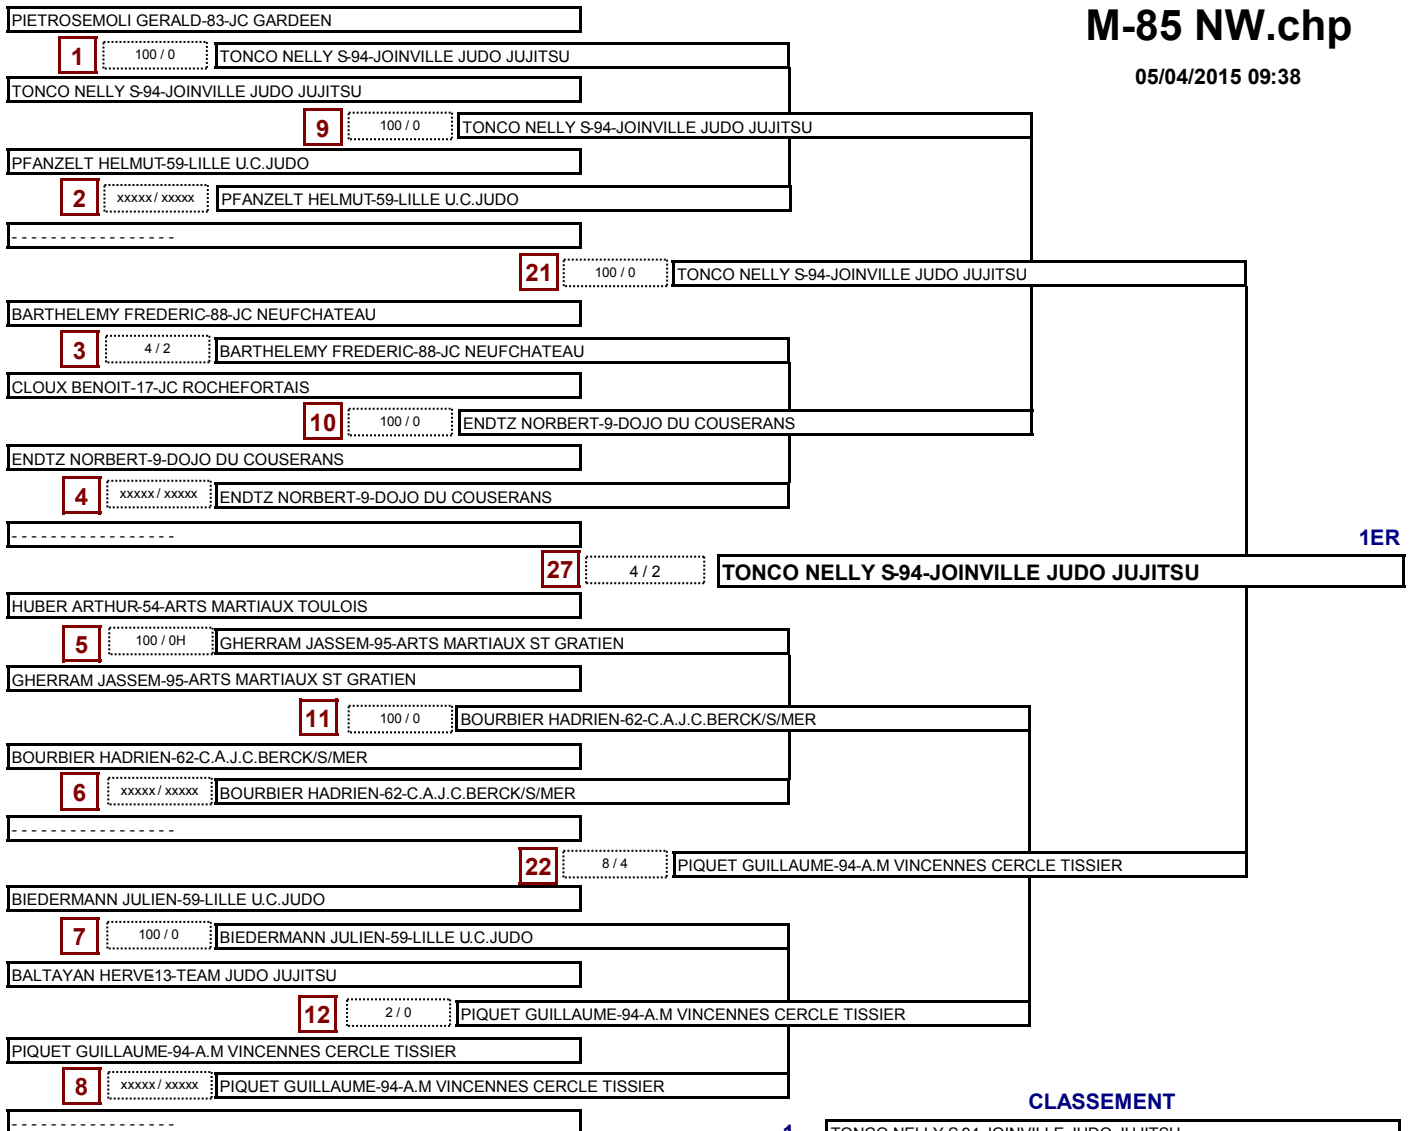 M-85 NW.chp
05/04/2015 09:38
PIETROSEMOLI GERALD-83-JC GARDEEN
1 100 / 0 TONCO NELLY S-94-JOINVILLE JUDO JUJITSU
TONCO NELLY S-94-JOINVILLE JUDO JUJITSU
9 100 / 0 TONCO NELLY S-94-JOINVILLE JUDO JUJITSU
PFANZELT HELMUT-59-LILLE U.C.JUDO
2 xxxxx / xxxxx PFANZELT HELMUT-59-LILLE U.C.JUDO
- - - - - - - - - - - - - - - - -
21 100 / 0 TONCO NELLY S-94-JOINVILLE JUDO JUJITSU
BARTHELEMY FREDERIC-88-JC NEUFCHATEAU
3 4 / 2 BARTHELEMY FREDERIC-88-JC NEUFCHATEAU
CLOUX BENOIT-17-JC ROCHEFORTAIS
10 100 / 0 ENDTZ NORBERT-9-DOJO DU COUSERANS
ENDTZ NORBERT-9-DOJO DU COUSERANS
4 xxxxx / xxxxx ENDTZ NORBERT-9-DOJO DU COUSERANS
- - - - - - - - - - - - - - - - -
1ER
27 4 / 2 TONCO NELLY S-94-JOINVILLE JUDO JUJITSU
HUBER ARTHUR-54-ARTS MARTIAUX TOULOIS
5 100 / 0H GHERRAM JASSEM-95-ARTS MARTIAUX ST GRATIEN
GHERRAM JASSEM-95-ARTS MARTIAUX ST GRATIEN
11 100 / 0 BOURBIER HADRIEN-62-C.A.J.C.BERCK/S/MER
BOURBIER HADRIEN-62-C.A.J.C.BERCK/S/MER
6 xxxxx / xxxxx BOURBIER HADRIEN-62-C.A.J.C.BERCK/S/MER
- - - - - - - - - - - - - - - - -
22 8 / 4 PIQUET GUILLAUME-94-A.M VINCENNES CERCLE TISSIER
BIEDERMANN JULIEN-59-LILLE U.C.JUDO
7 100 / 0 BIEDERMANN JULIEN-59-LILLE U.C.JUDO
BALTAYAN HERVE-13-TEAM JUDO JUJITSU
12 2 / 0 PIQUET GUILLAUME-94-A.M VINCENNES CERCLE TISSIER
PIQUET GUILLAUME-94-A.M VINCENNES CERCLE TISSIER
8 xxxxx / xxxxx PIQUET GUILLAUME-94-A.M VINCENNES CERCLE TISSIER
CLASSEMENT
- - - - - - - - - - - - - - - - -
1 TONCO NELLY S-94-JOINVILLE JUDO JUJITSU